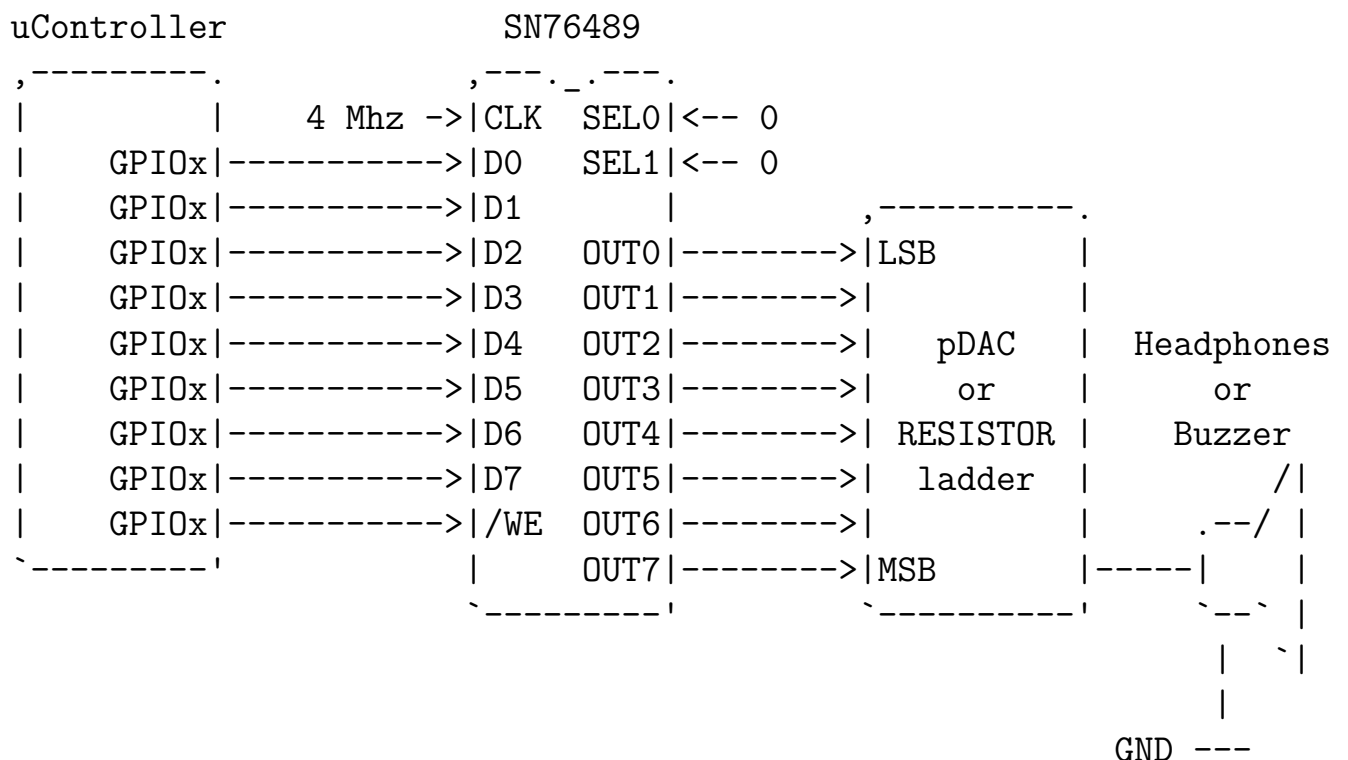 uController              SN76489
,---------.            ,---._.---.
|         |    4 Mhz ->|CLK  SEL0|<-- 0
|    GPIOx|----------->|D0   SEL1|<-- 0
|    GPIOx|----------->|D1       |         ,----------.
|    GPIOx|----------->|D2   OUT0|-------->|LSB       |
|    GPIOx|----------->|D3   OUT1|-------->|          |
|    GPIOx|----------->|D4   OUT2|-------->|   pDAC   |  Headphones
|    GPIOx|----------->|D5   OUT3|-------->|    or    |      or
|    GPIOx|----------->|D6   OUT4|-------->| RESISTOR |    Buzzer
|    GPIOx|----------->|D7   OUT5|-------->|  ladder  |         /|
|    GPIOx|----------->|/WE  OUT6|-------->|          |     .--/ |
`---------'            |     OUT7|-------->|MSB       |-----|    |
                       `---------'         `----------'     `--` |
                                                             |  `|
                                                             |
                                                        GND ---